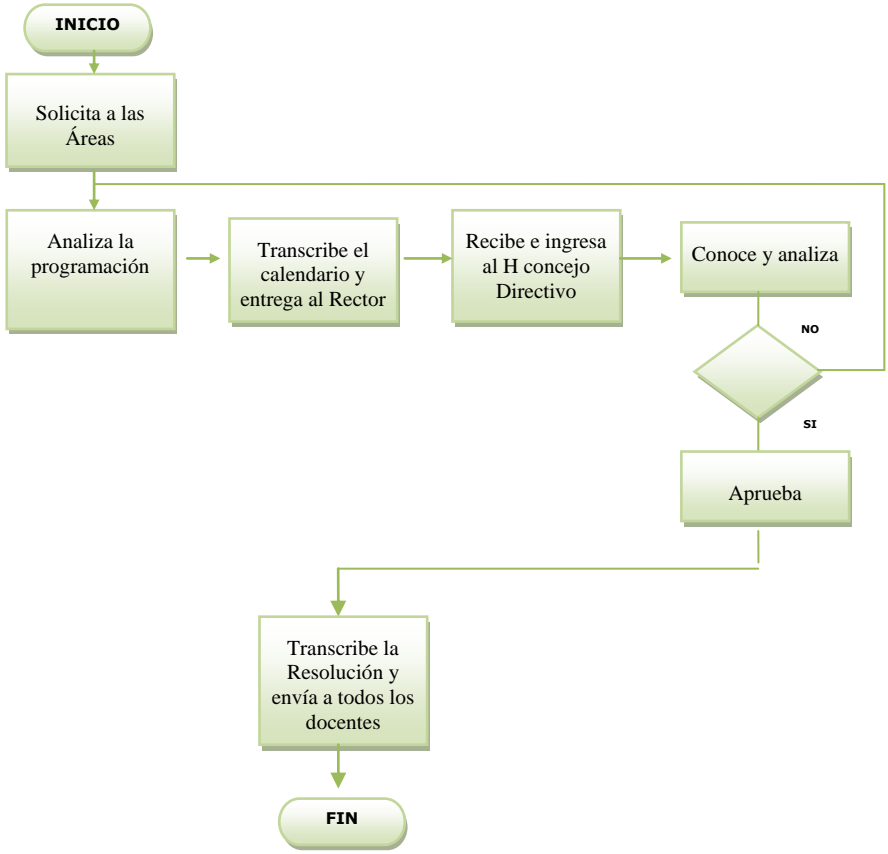 INICIO
Solicita a las
Áreas
Analiza la
programación
Transcribe el
calendario y
entrega al Rector
Recibe e ingresa
al H concejo
Directivo
Conoce y analiza
NO
SI
Aprueba
Transcribe la
Resolución y
envía a todos los
docentes
FIN